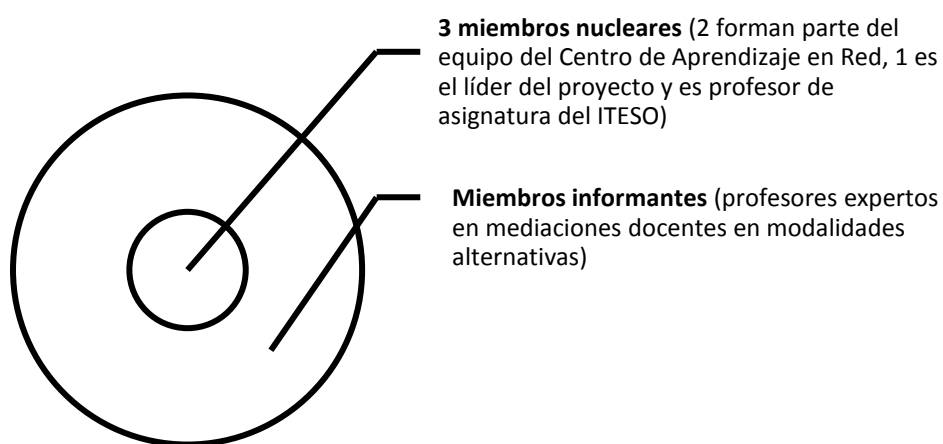 3 miembros nucleares (2 forman parte del
equipo del Centro de Aprendizaje en Red, 1 es
el líder del proyecto y es profesor de
asignatura del ITESO)
Miembros informantes (profesores expertos
en mediaciones docentes en modalidades
alternativas)